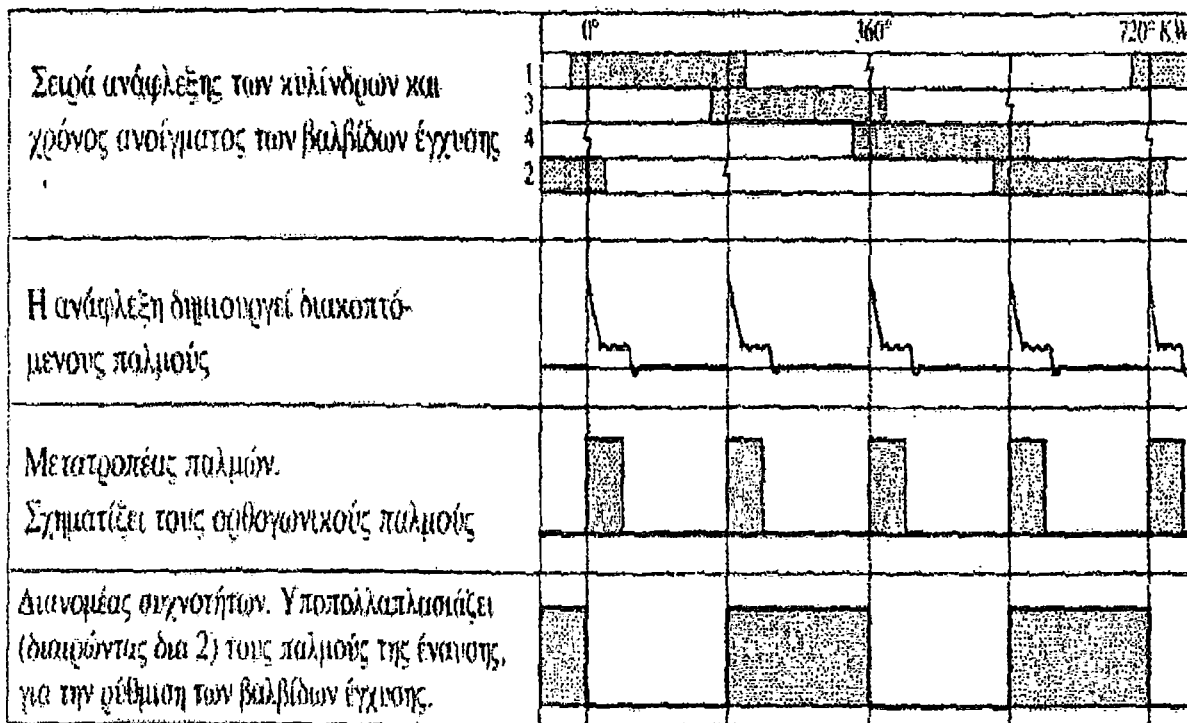 0° 360° 720° KW
Σειρά ανάφλεξης των κυλίνδρων και
χρόνος ανοίγματος των βαλβίδων έγχυσης
1
3
4
2
Η ανάφλεξη δημιουργεί διακοπτό-
μενους παλμούς
Μετατροπέας παλμών.
Σχηματίζει τους ορθογωνικούς παλμούς
Διανομέας συχνοτήτων. Υποπολλαπλασιάζει
(διαιρώντας δια 2) τους παλμούς της έναυσης,
για την ρύθμιση των βαλβίδων έγχυσης.